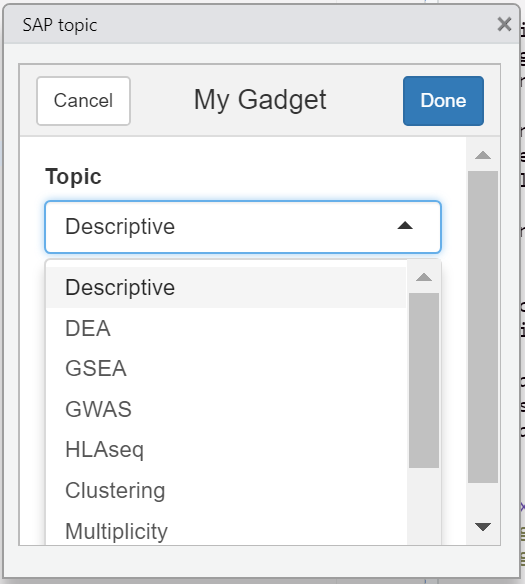 SAP topic
Cancel My Gadget Done
Topic
Descriptive
Descriptive
DEA
GSEA
GWAS
HLAseq
Clustering
Multiplicity